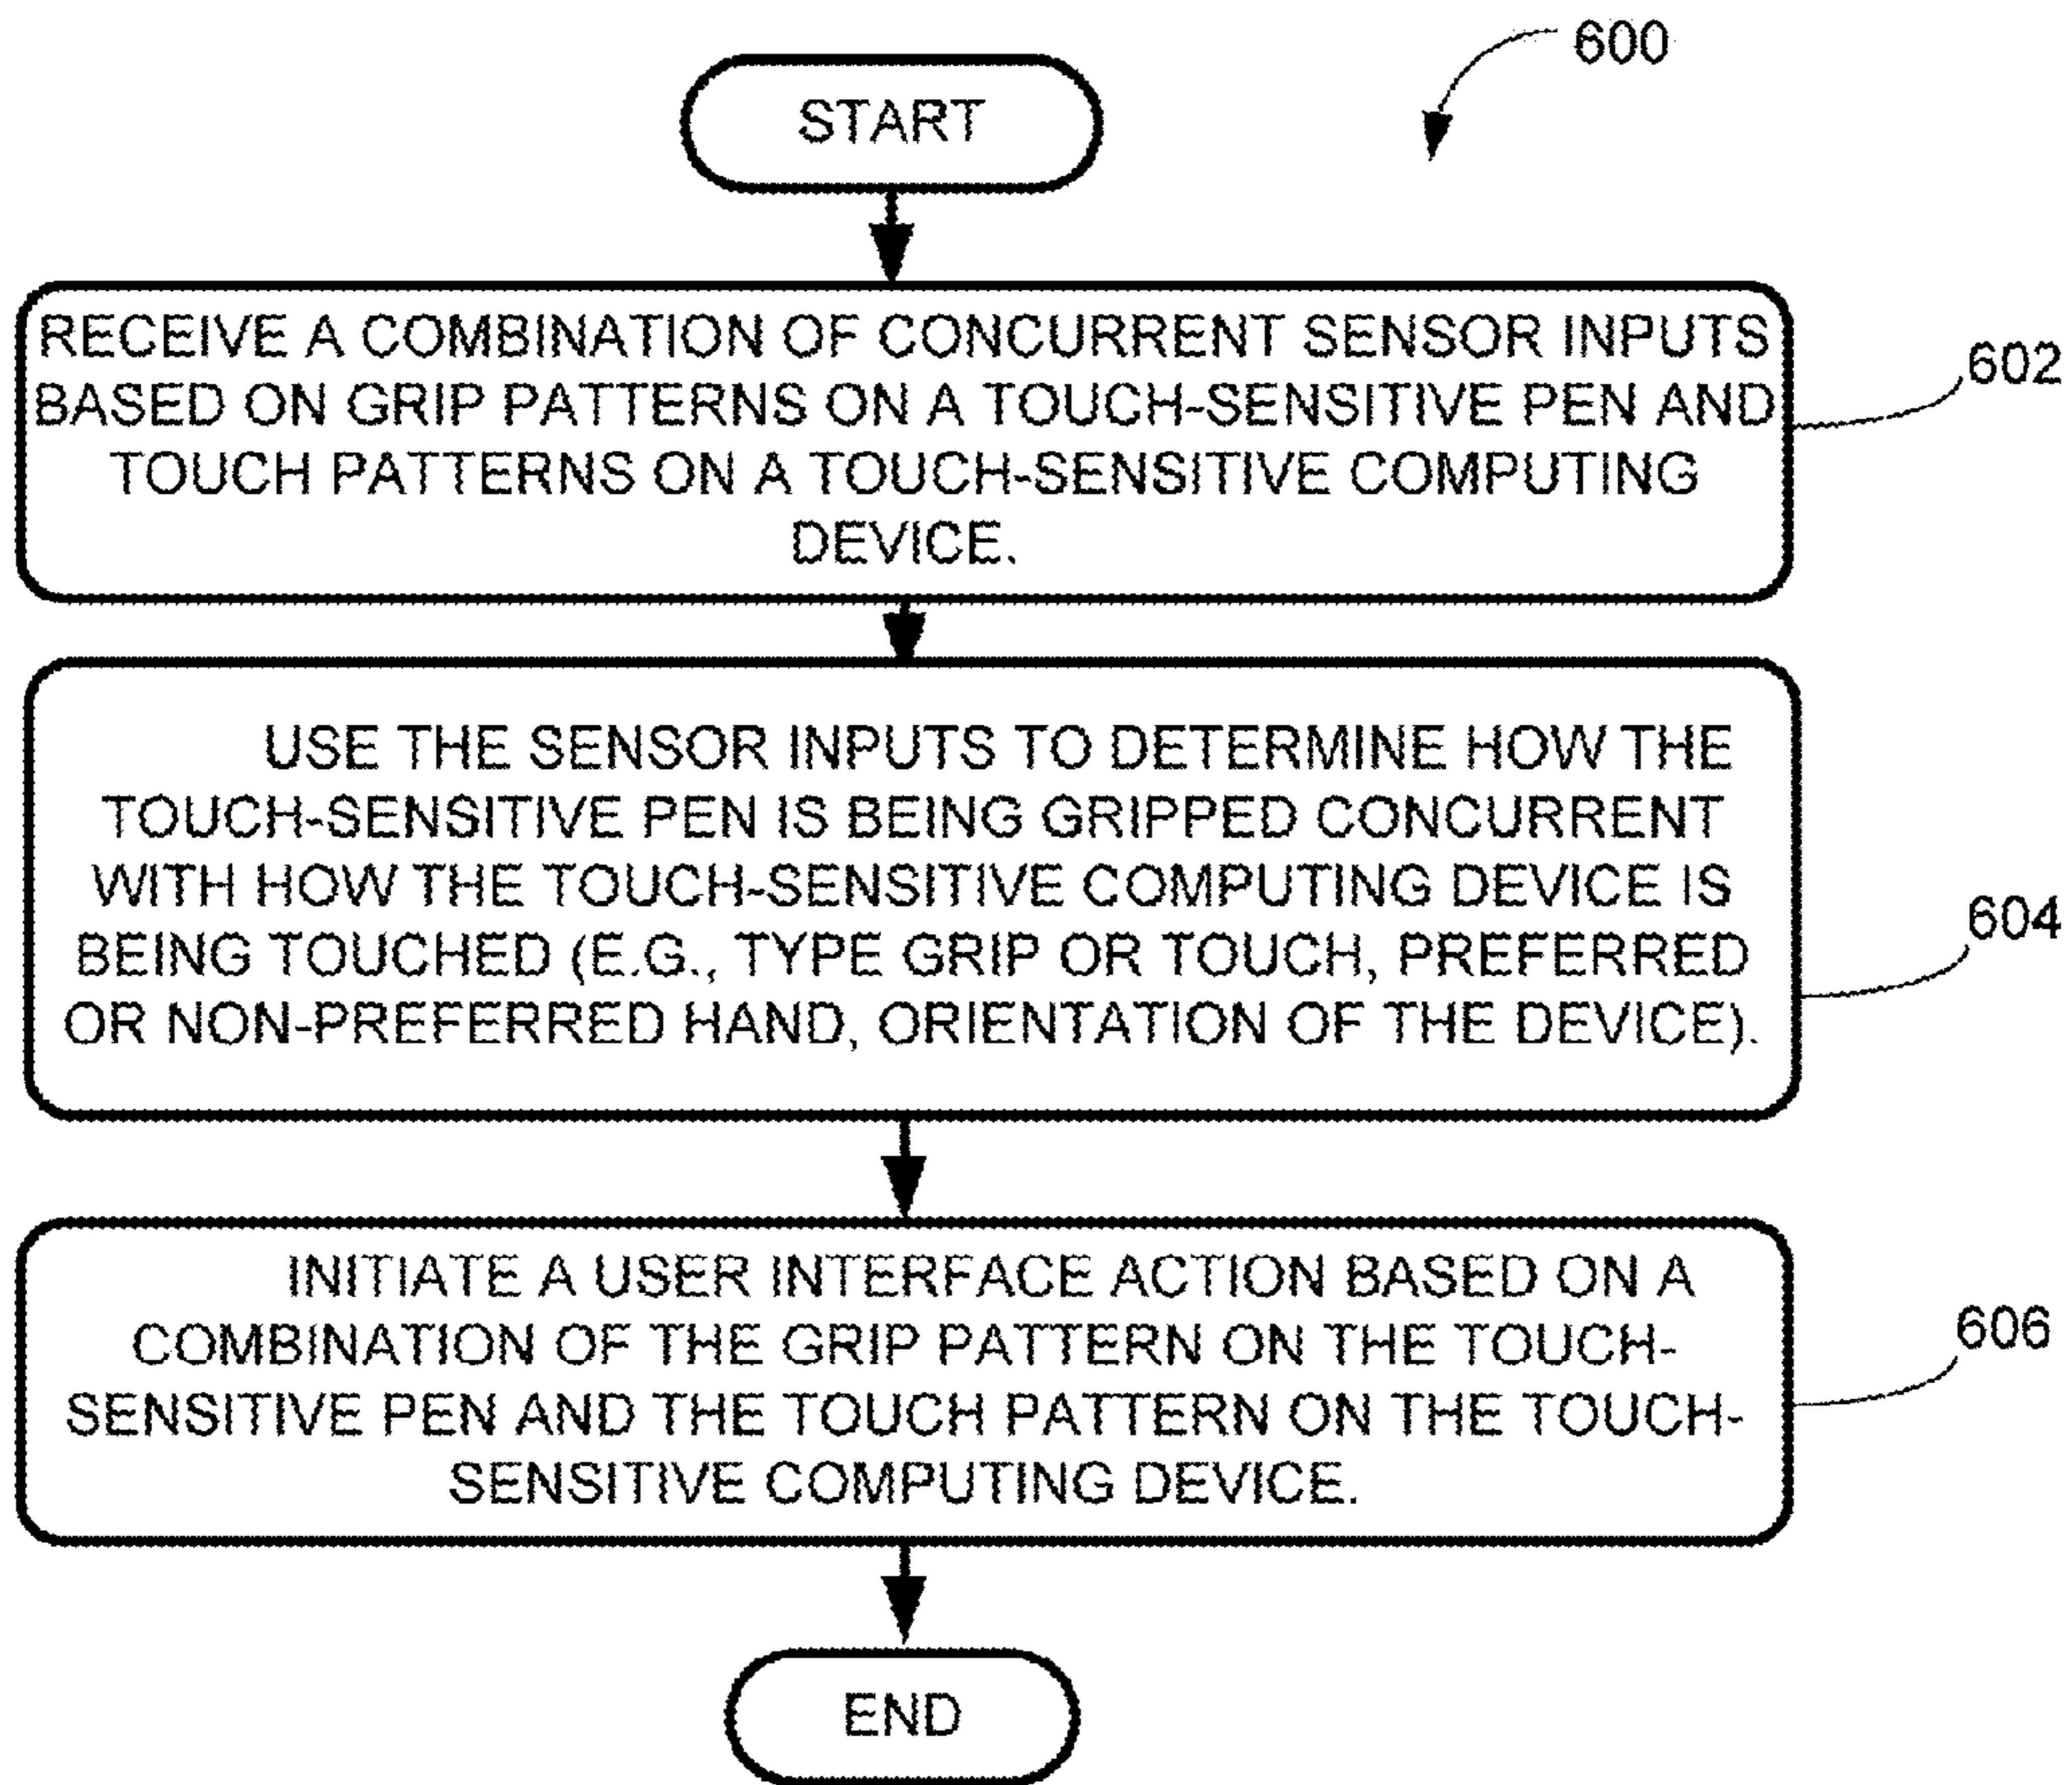 600
START
RECEIVE A COMBINATION OF CONCURRENT SENSOR INPUTS
BASED ON GRIP PATTERNS ON A TOUCH-SENSITIVE PEN AND
TOUCH PATTERNS ON A TOUCH-SENSITIVE COMPUTING
DEVICE.
602
USE THE SENSOR INPUTS TO DETERMINE HOW THE
TOUCH-SENSITIVE PEN IS BEING GRIPPED CONCURRENT
WITH HOW THE TOUCH-SENSITIVE COMPUTING DEVICE IS
BEING TOUCHED (E.G., TYPE GRIP OR TOUCH, PREFERRED
OR NON-PREFERRED HAND, ORIENTATION OF THE DEVICE).
604
INITIATE A USER INTERFACE ACTION BASED ON A
COMBINATION OF THE GRIP PATTERN ON THE TOUCH-
SENSITIVE PEN AND THE TOUCH PATTERN ON THE TOUCH-
SENSITIVE COMPUTING DEVICE.
606
END